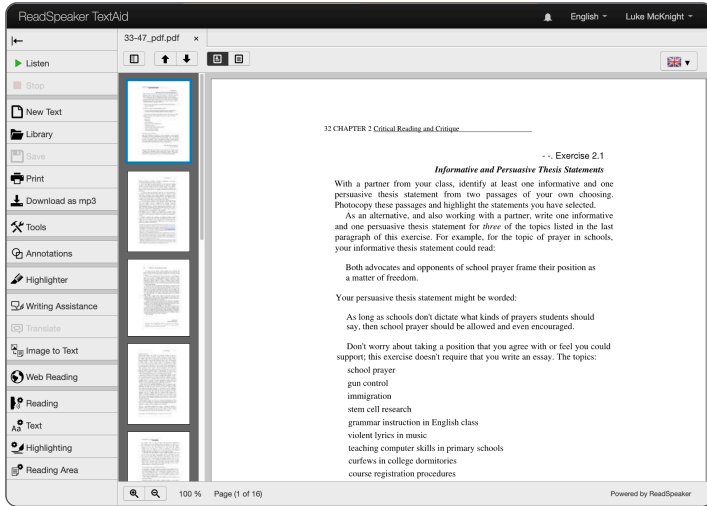 ReadSpeaker TextAid
English
Luke McKnight
33-47_pdf.pdf ×
Listen
Stop
New Text
Library
Save
Print
Download as mp3
Tools
Annotations
Highlighter
Writing Assistance
Translate
Image to Text
Web Reading
Reading
Text
Highlighting
Reading Area
32 CHAPTER 2 Critical Reading and Critique
- -. Exercise 2.1
Informative and Persuasive Thesis Statements
With a partner from your class, identify at least one informative and one
persuasive thesis statement from two passages of your own choosing.
Photocopy these passages and highlight the statements you have selected.
As an alternative, and also working with a partner, write one informative
and one persuasive thesis statement for three of the topics listed in the last
paragraph of this exercise. For example, for the topic of prayer in schools,
your informative thesis statement could read:
Both advocates and opponents of school prayer frame their position as
a matter of freedom.
Your persuasive thesis statement might be worded:
As long as schools don't dictate what kinds of prayers students should
say, then school prayer should be allowed and even encouraged.
Don't worry about taking a position that you agree with or feel you could
support; this exercise doesn't require that you write an essay. The topics:
school prayer
gun control
immigration
stem cell research
grammar instruction in English class
violent lyrics in music
teaching computer skills in primary schools
curfews in college dormitories
course registration procedures
100 %
Page (1 of 16)
Powered by ReadSpeaker